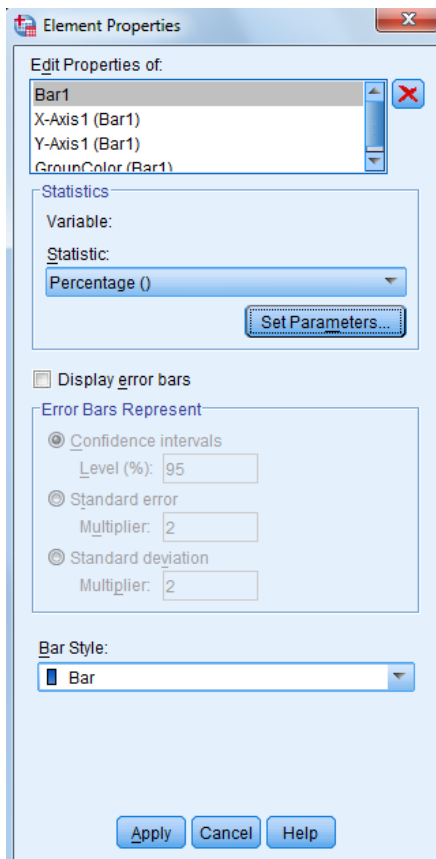 Element Properties
Edit Properties of:
Bar1
X-Axis1 (Bar1)
Y-Axis1 (Bar1)
GroupColor (Bar1)
Statistics
Variable:
Statistic:
Percentage ()
Set Parameters...
Display error bars
Error Bars Represent
Confidence intervals
Level (%): 95
Standard error
Multiplier: 2
Standard deviation
Multiplier: 2
Bar Style:
Bar
Apply Cancel Help